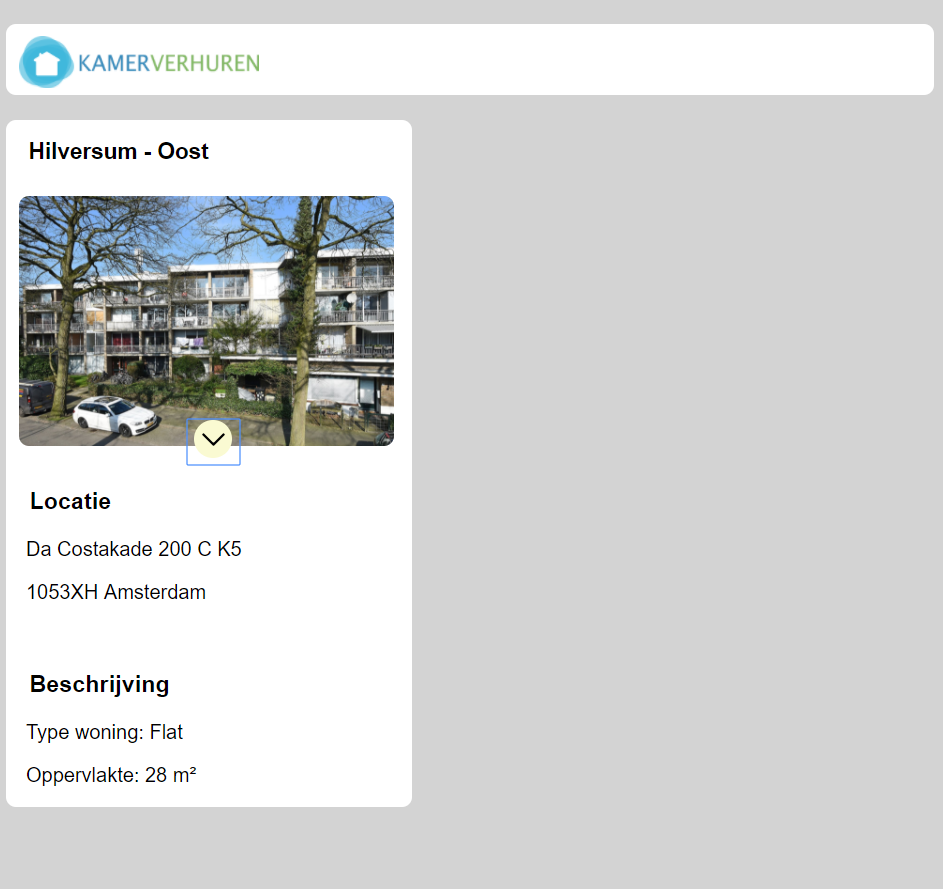 KAMERVERHUREN
Hilversum - Oost
Locatie
Da Costakade 200 C K5
1053XH Amsterdam
Beschrijving
Type woning: Flat
Oppervlakte: 28 m²